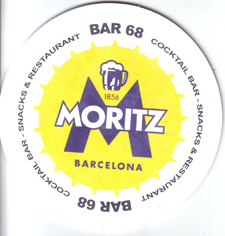 BAR 68
COCKTAIL BAR - SNACKS & RESTAURANT
BAR 68
COCKTAIL BAR - SNACKS & RESTAURANT
1856
M
MORITZ
BARCELONA